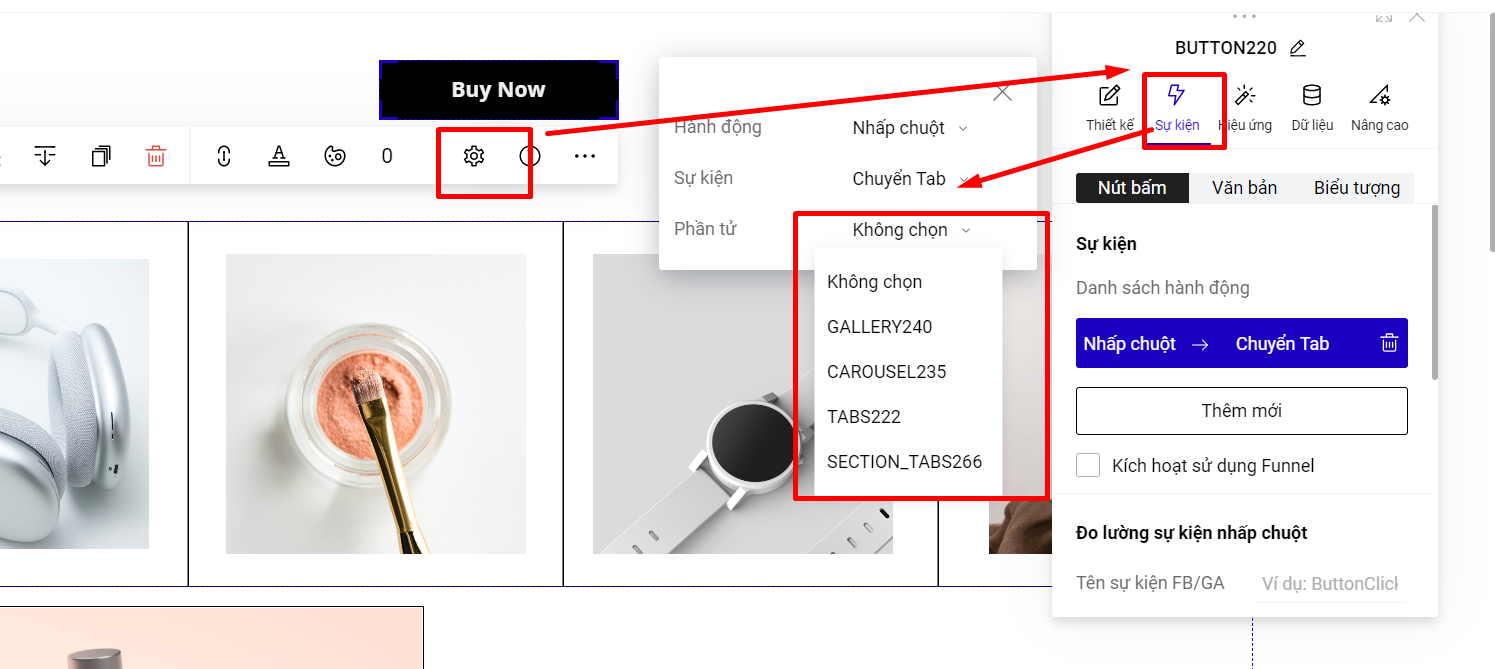 BUTTON220
Buy Now
Thiết kế
Sự kiện
Hiệu ứng
Dữ liệu
Nâng cao
Hành động
Nhấp chuột
Sự kiện
Chuyển Tab
Phần tử
Không chọn
Không chọn
GALLERY240
CAROUSEL235
TABS222
SECTION_TABS266
0
Nút bấm
Văn bản
Biểu tượng
Sự kiện
Danh sách hành động
Nhấp chuột → Chuyển Tab
Thêm mới
Kích hoạt sử dụng Funnel
Đo lường sự kiện nhấp chuột
Tên sự kiện FB/GA
Ví dụ: ButtonClick